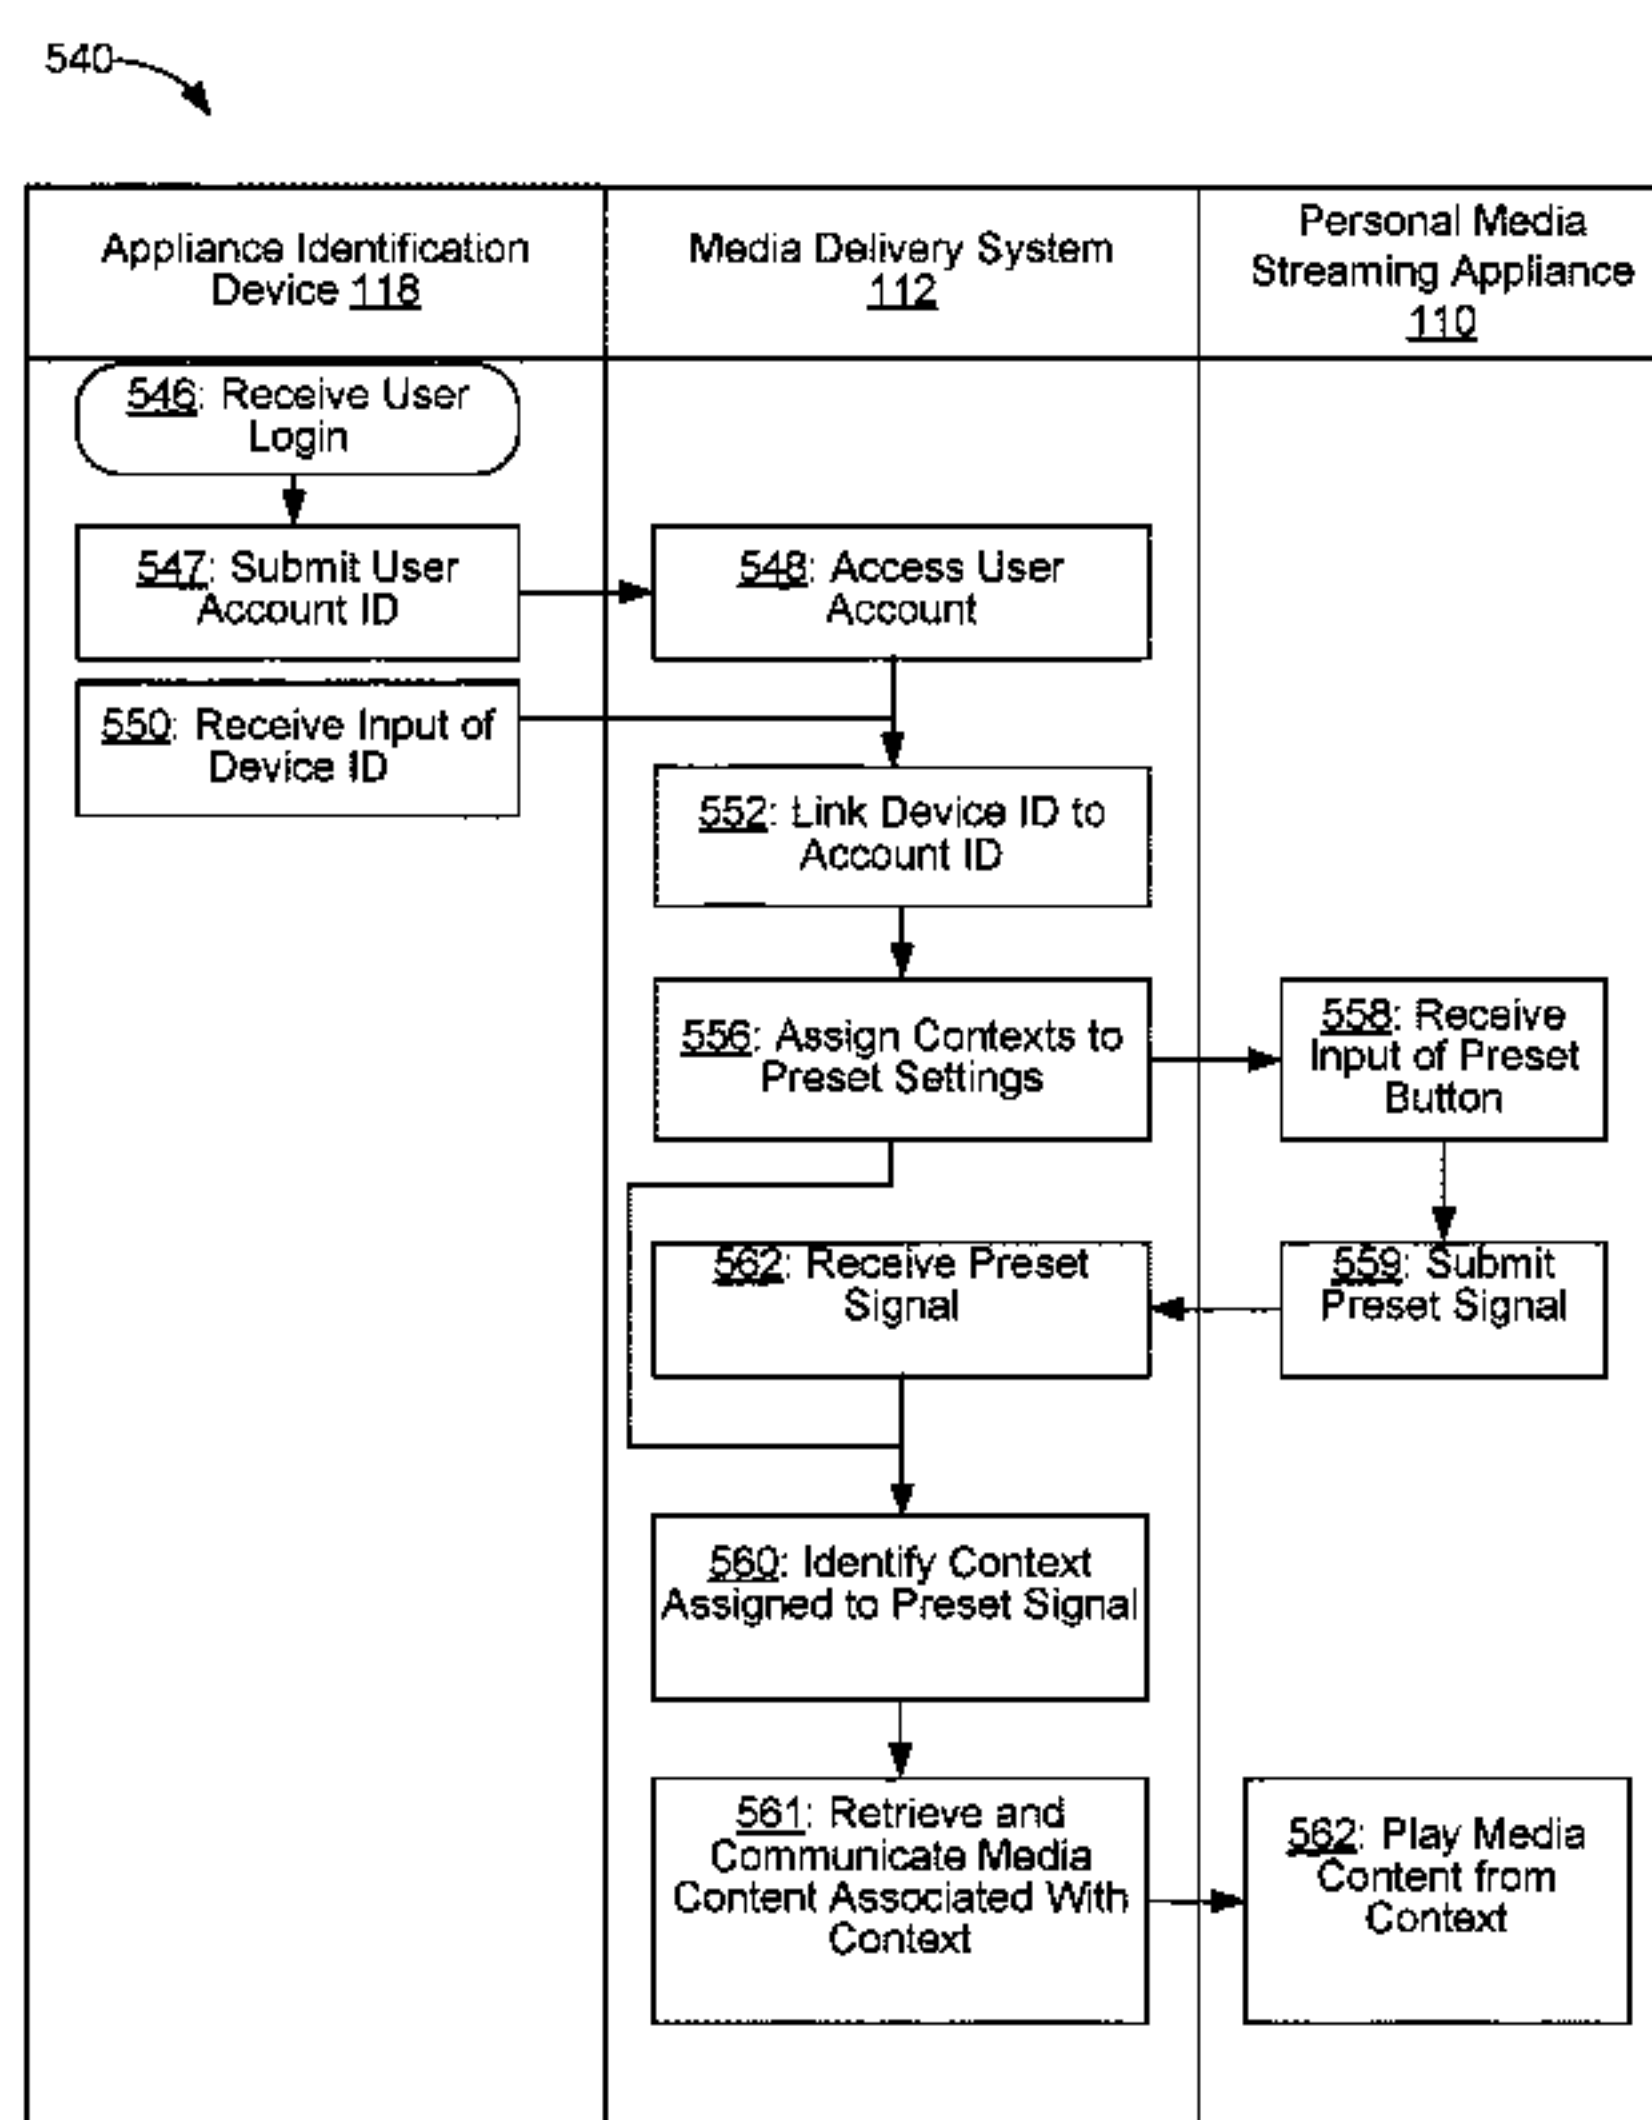 540
Appliance Identification
Device 118
Media Delivery System
112
Personal Media
Streaming Appliance
110
546: Receive User
Login
547: Submit User
Account ID
548: Access User
Account
550: Receive Input of
Device ID
552: Link Device ID to
Account ID
556: Assign Contexts to
Preset Settings
558: Receive
Input of Preset
Button
562: Receive Preset
Signal
559: Submit
Preset Signal
560: Identify Context
Assigned to Preset Signal
561: Retrieve and
Communicate Media
Content Associated With
Context
562: Play Media
Content from
Context